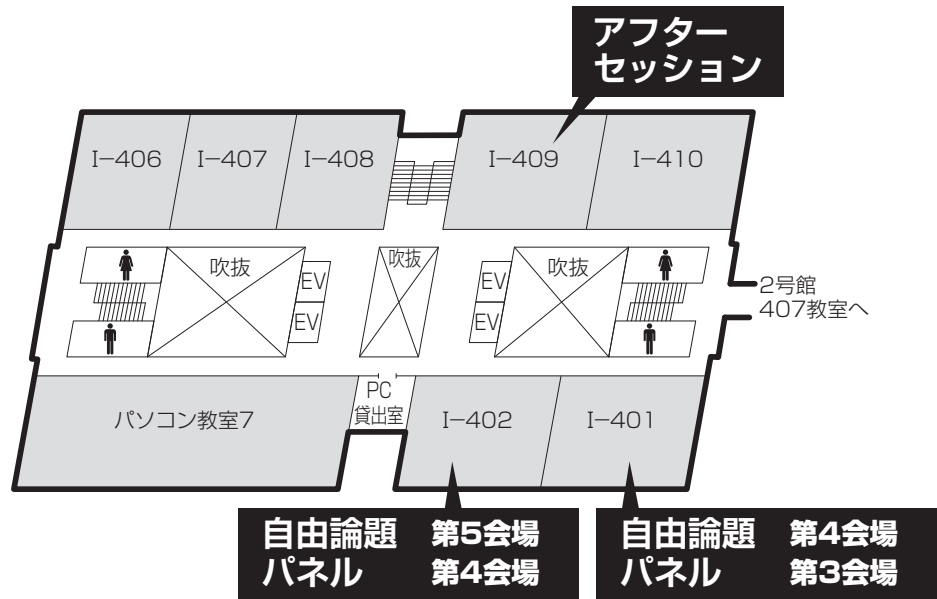 アフター
セッション
I−406
I−407
I−408
I−409
I−410
吹抜
EV
EV
吹抜
EV
EV
吹抜
2号館
407教室へ
パソコン教室7
PC
貸出室
I−402
I−401
自由論題 第5会場
パネル 第4会場
自由論題 第4会場
パネル 第3会場